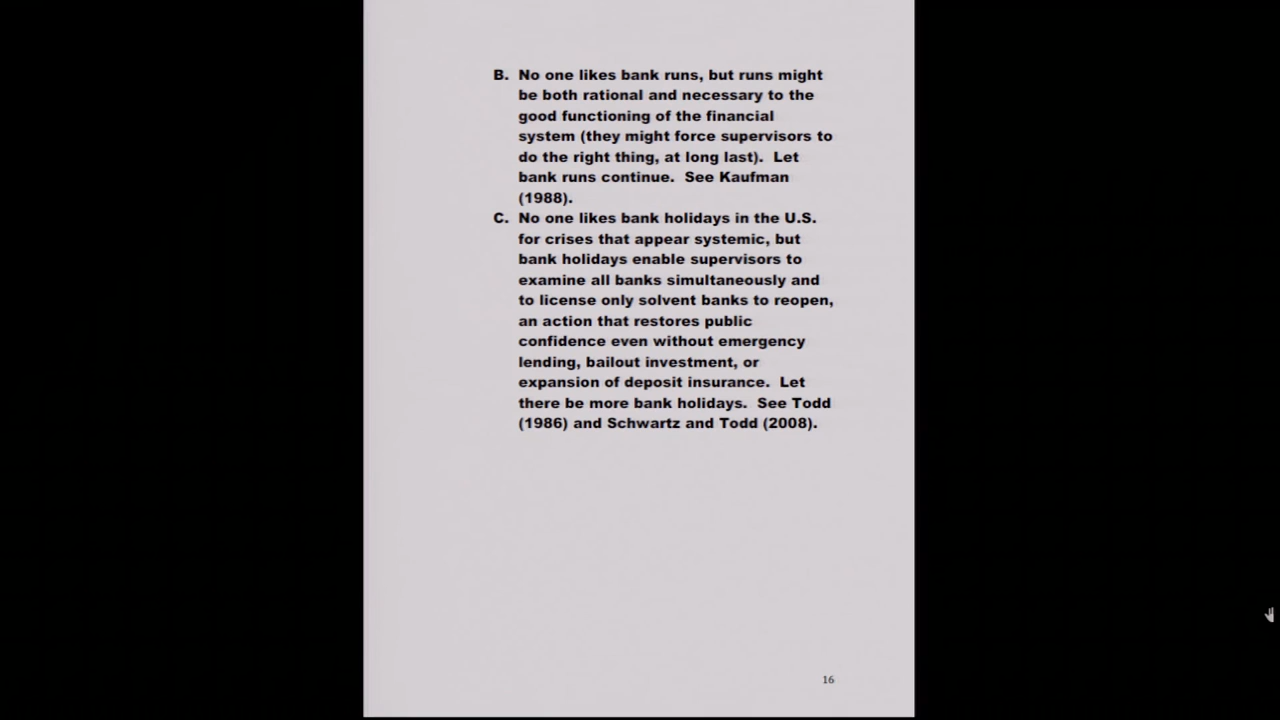 B. No one likes bank runs, but runs might
be both rational and necessary to the
good functioning of the financial
system (they might force supervisors to
do the right thing, at long last). Let
bank runs continue. See Kaufman
(1988).
C. No one likes bank holidays in the U.S.
for crises that appear systemic, but
bank holidays enable supervisors to
examine all banks simultaneously and
to license only solvent banks to reopen,
an action that restores public
confidence even without emergency
lending, bailout investment, or
expansion of deposit insurance. Let
there be more bank holidays. See Todd
(1986) and Schwartz and Todd (2008).
16